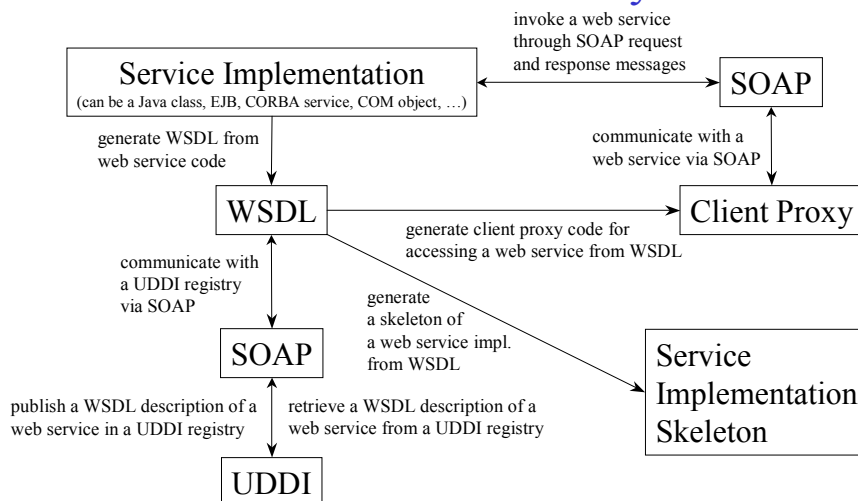 invoke a web service
through SOAP request
and response messages
Service Implementation
(can be a Java class, EJB, CORBA service, COM object, …)
SOAP
generate WSDL from
web service code
communicate with a
web service via SOAP
WSDL
Client Proxy
generate client proxy code for
accessing a web service from WSDL
communicate with
a UDDI registry
via SOAP
generate
a skeleton of
a web service impl.
from WSDL
SOAP
Service
Implementation
Skeleton
publish a WSDL description of a
web service in a UDDI registry
retrieve a WSDL description of a
web service from a UDDI registry
UDDI